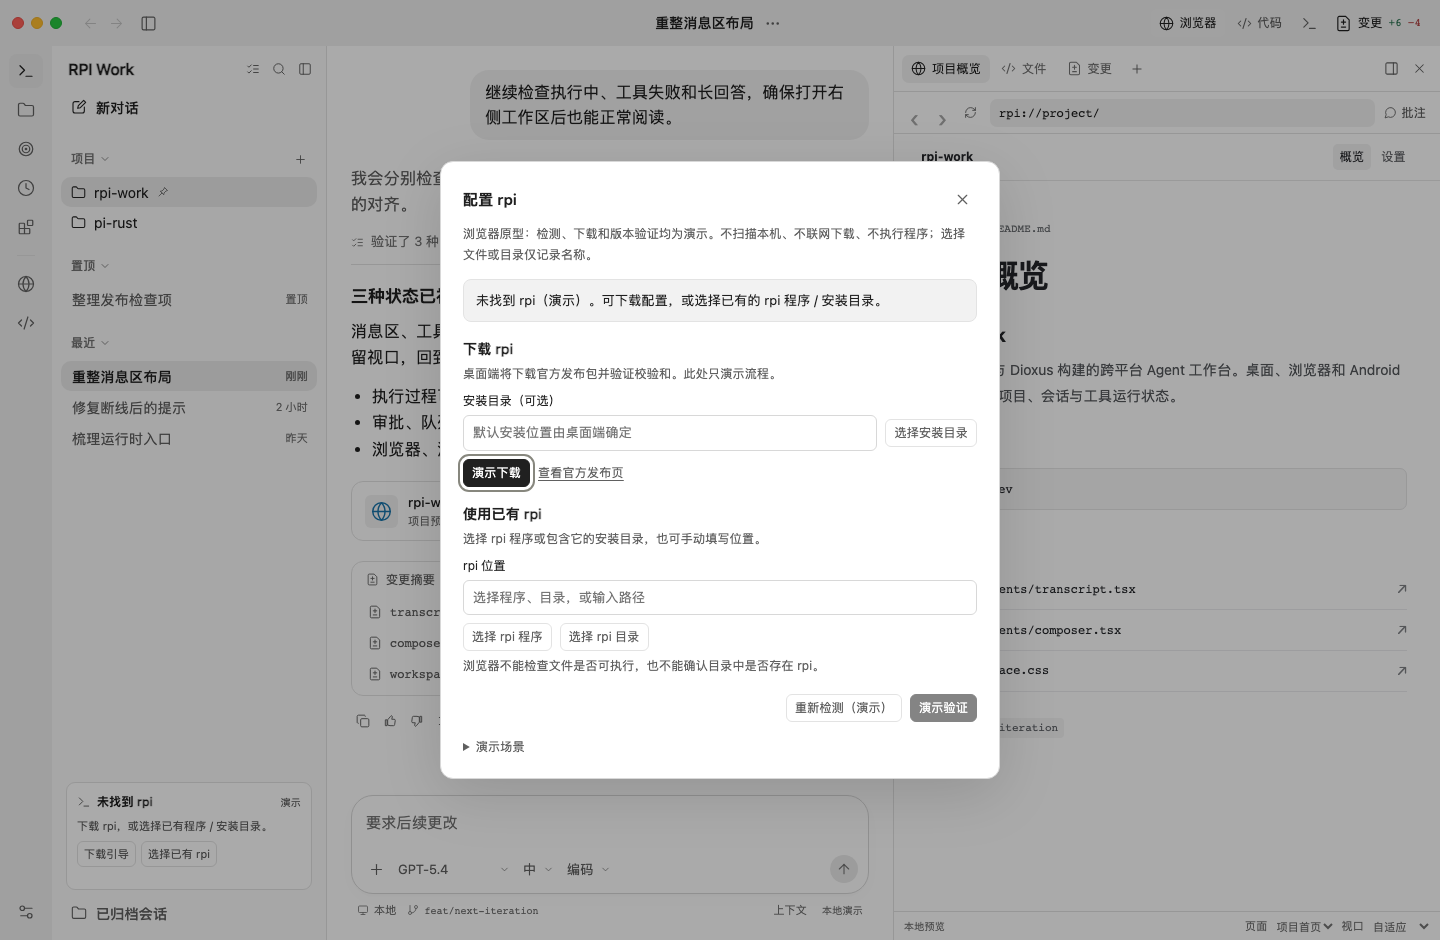 重整消息区布局 ···
浏览器
代码
变更 +6 −4
RPI Work
新对话
项目
rpi-work
pi-rust
置顶
整理发布检查项 置顶
最近
重整消息区布局 刚刚
修复断线后的提示 2 小时
梳理运行时入口 昨天
未找到 rpi 演示
下载 rpi，或选择已有程序 / 安装目录。
下载引导 选择已有 rpi
已归档会话
继续检查执行中、工具失败和长回答，确保打开右
侧工作区后也能正常阅读。
我会分别检查
的对齐。
验证了 3 种
三种状态已
消息区、工具
留视口，回到
执行过程
审批、队列
浏览器、
rpi-w
项目预
变更摘要
transcr
compose
workspa
要求后续更改
GPT-5.4 中 编码
本地 feat/next-iteration 上下文 本地演示
项目概览 文件 变更
rpi://project/ 批注
rpi-work 概览 设置
EADME.md
概览
k
Dioxus 构建的跨平台 Agent 工作台。桌面、浏览器和 Android
项目、会话与工具运行状态。
ev
ents/transcript.tsx
ents/composer.tsx
ace.css
iteration
本地预览 页面 项目首页 视口 自适应
配置 rpi
浏览器原型：检测、下载和版本验证均为演示。不扫描本机、不联网下载、不执行程序；选择
文件或目录仅记录名称。
未找到 rpi（演示）。可下载配置，或选择已有的 rpi 程序 / 安装目录。
下载 rpi
桌面端将下载官方发布包并验证校验和。此处只演示流程。
安装目录（可选）
默认安装位置由桌面端确定 选择安装目录
演示下载 查看官方发布页
使用已有 rpi
选择 rpi 程序或包含它的安装目录，也可手动填写位置。
rpi 位置
选择程序、目录，或输入路径
选择 rpi 程序 选择 rpi 目录
浏览器不能检查文件是否可执行，也不能确认目录中是否存在 rpi。
重新检测（演示） 演示验证
演示场景